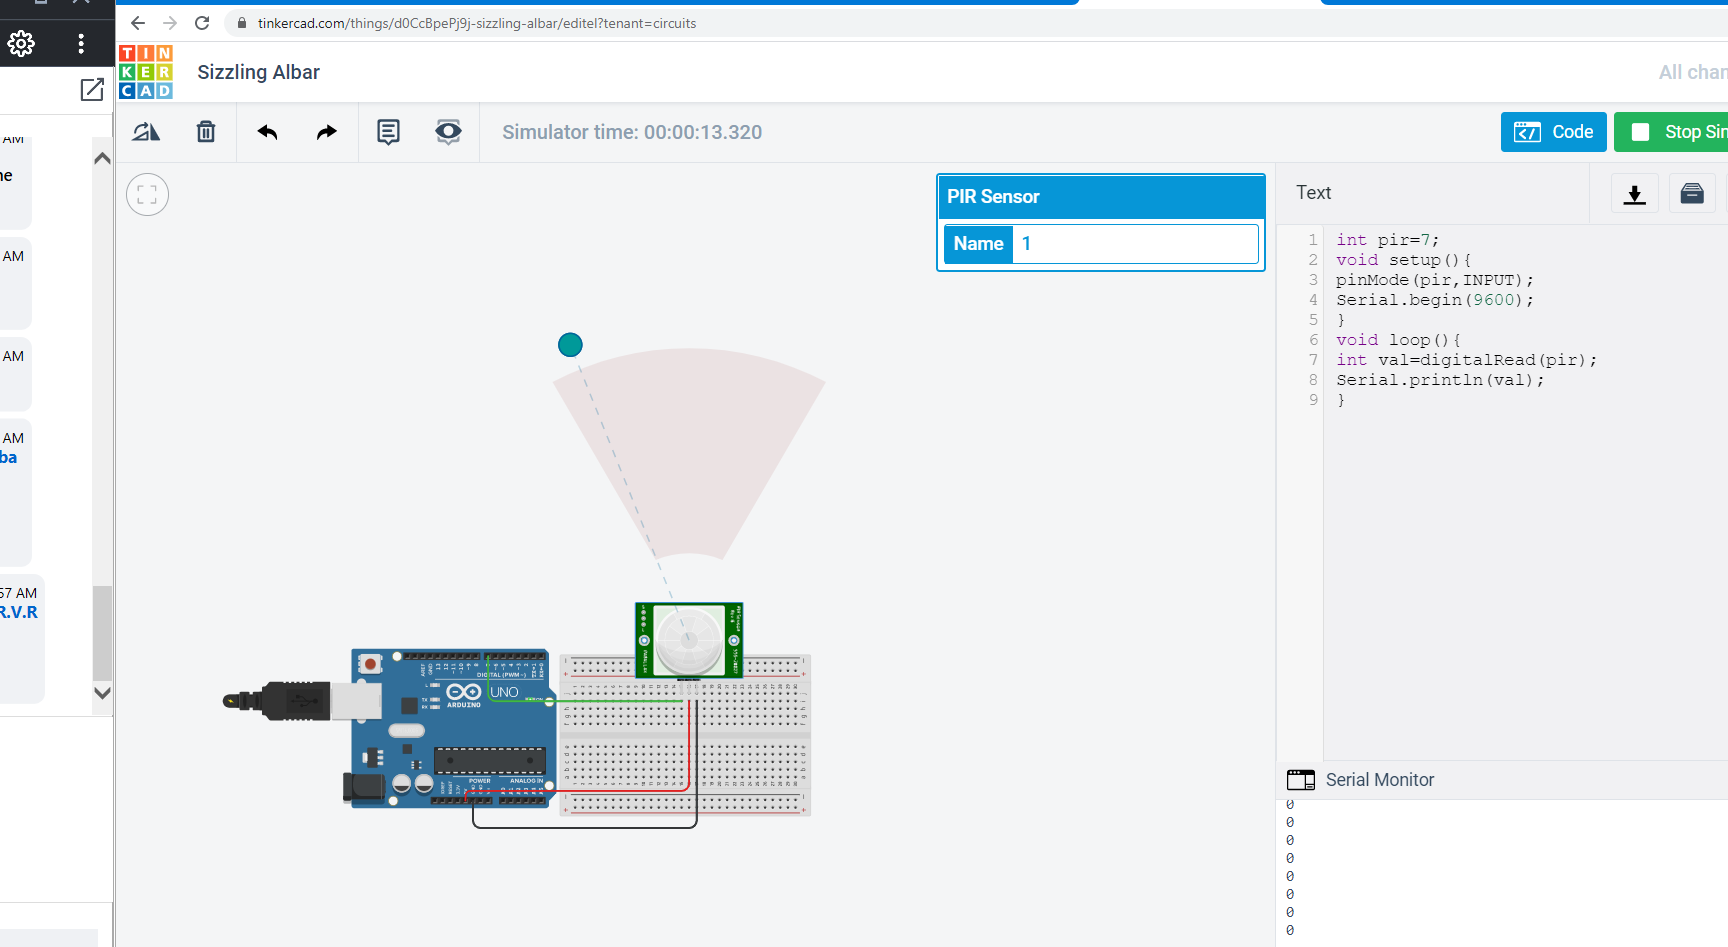 tinkercad.com/things/d0CcBpePj9j-sizzling-albar/editel?tenant=circuits
TIN
KER
CAD
Sizzling Albar
All chan
Simulator time: 00:00:13.320
Code
Stop Sim
AM
ne
AM
AM
AM
ba
57 AM
R.V.R
PIR Sensor
Name 1
Text
1 int pir=7;
2 void setup(){
3 pinMode(pir,INPUT);
4 Serial.begin(9600);
5 }
6 void loop(){
7 int val=digitalRead(pir);
8 Serial.println(val);
9 }
DIGITAL (PWM~)
UNO
ARDUINO
POWER
ANALOG IN
Serial Monitor
0
0
0
0
0
0
0
0